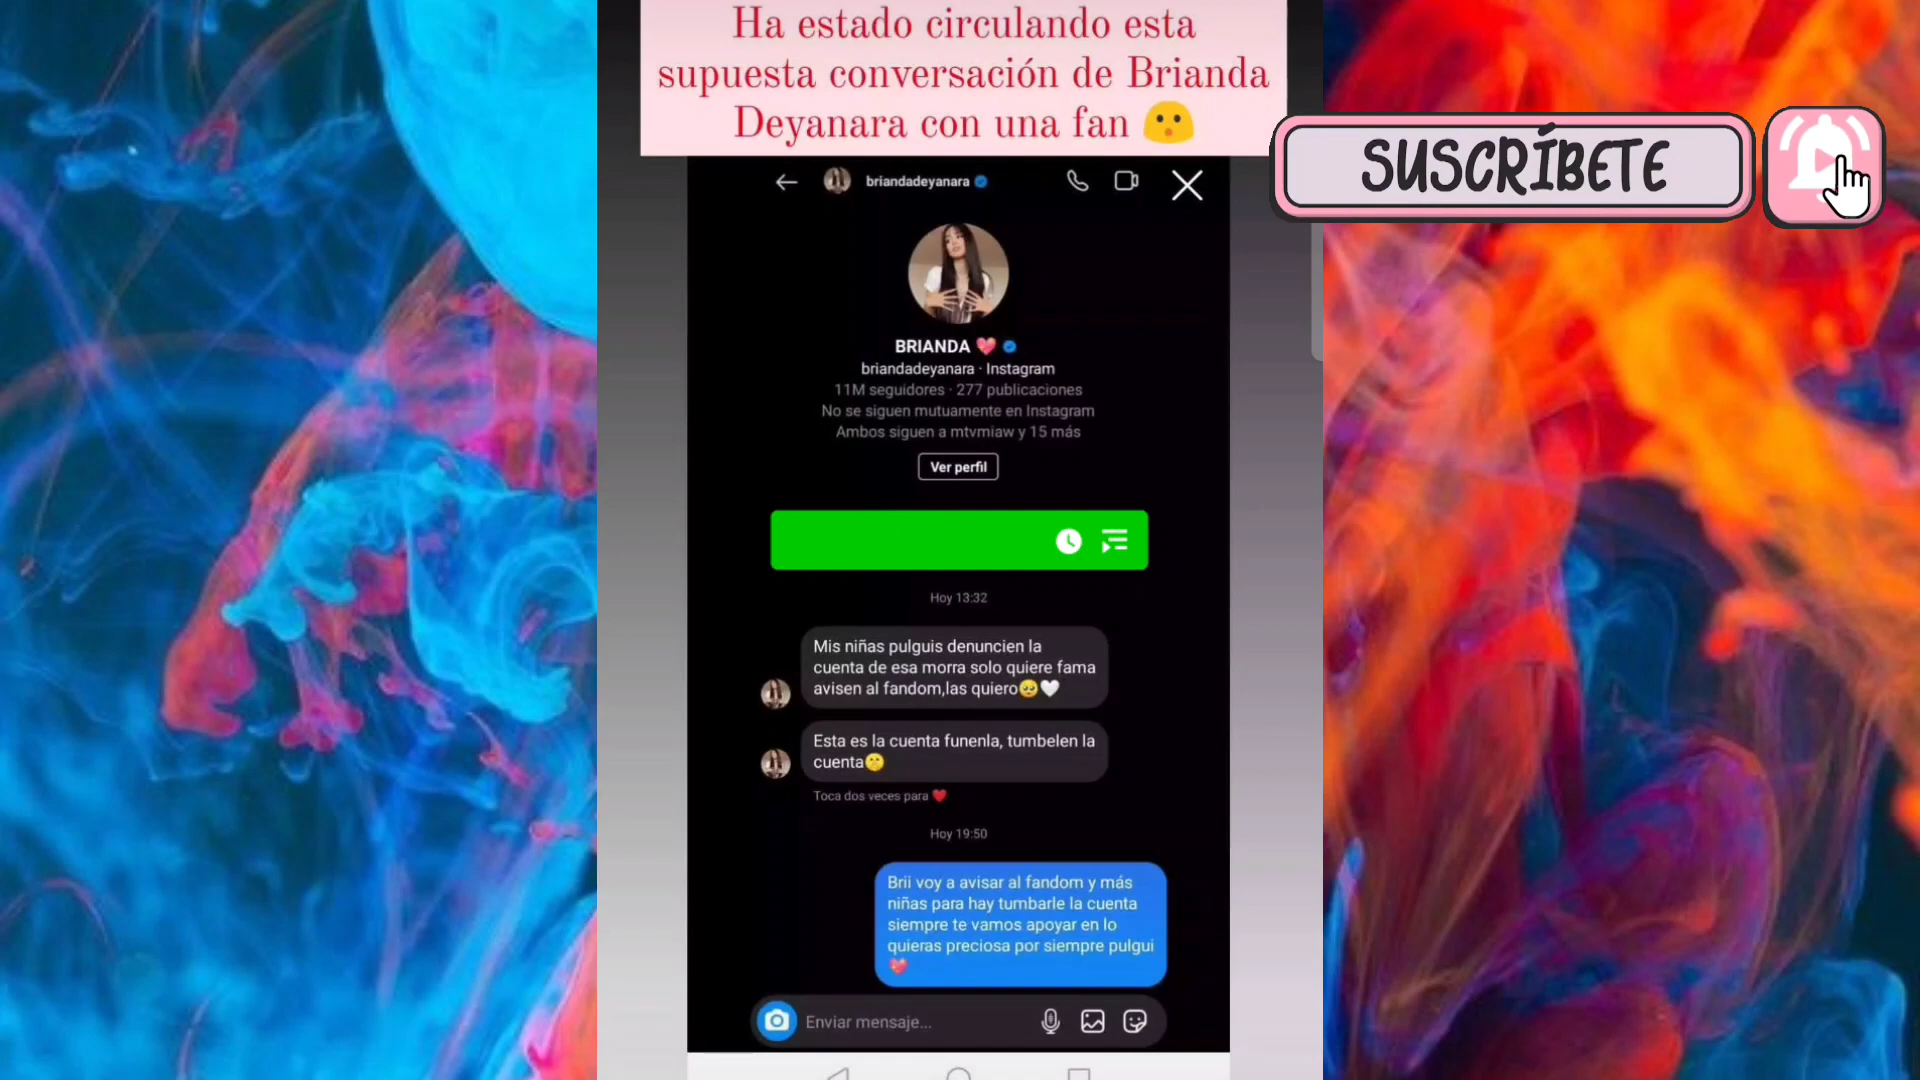 Ha estado circulando esta
supuesta conversación de Brianda
Deyanara con una fan 😮
SUSCRÍBETE
briandadeyanara
BRIANDA 💖
briandadeyanara · Instagram
11M seguidores · 277 publicaciones
No se siguen mutuamente en Instagram
Ambos siguen a mtvmiaw y 15 más
Ver perfil
Hoy 13:32
Mis niñas pulguis denuncien la
cuenta de esa morra solo quiere fama
avisen al fandom,las quiero🥺🤍
Esta es la cuenta funenla, tumbelen la
cuenta🤫
Toca dos veces para ❤️
Hoy 19:50
Brii voy a avisar al fandom y más
niñas para hay tumbarle la cuenta
siempre te vamos apoyar en lo
quieras preciosa por siempre pulgui
💖
Enviar mensaje...